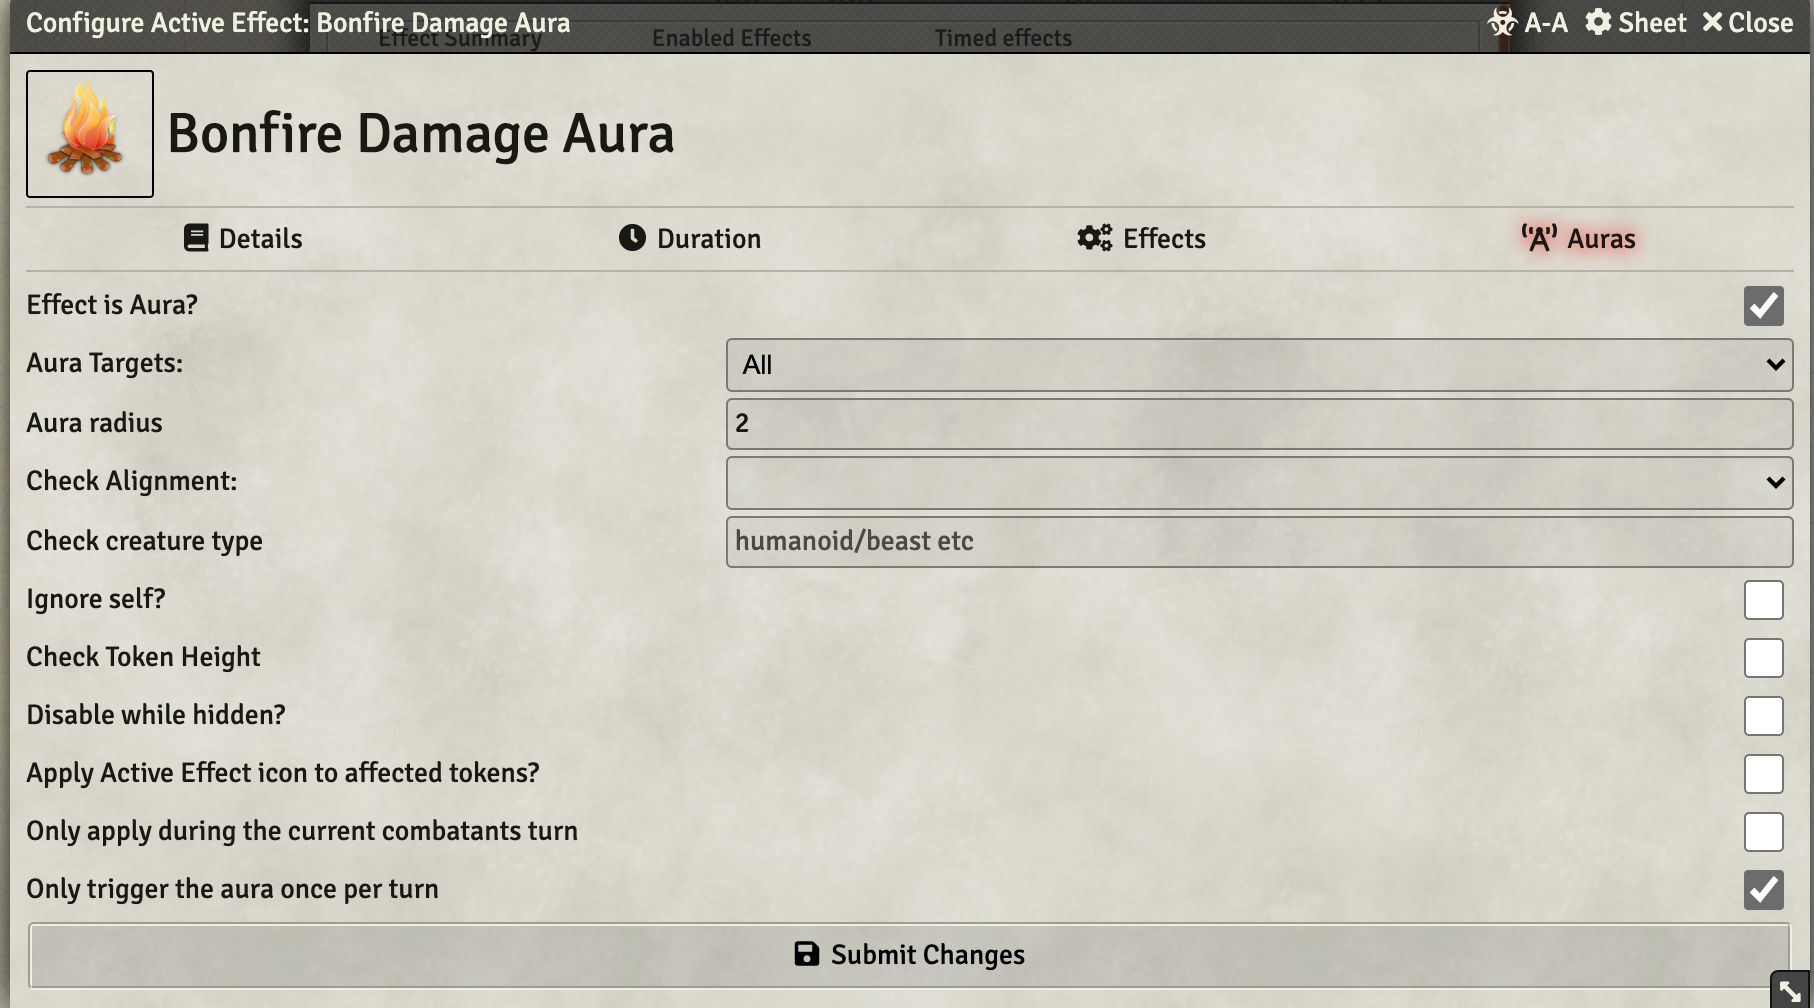 Configure Active Effect: Bonfire Damage Aura
A-A
Sheet
Close
Effect Summary
Enabled Effects
Timed effects
Bonfire Damage Aura
Details
Duration
Effects
Auras
Effect is Aura?
Aura Targets:
All
Aura radius
2
Check Alignment:
Check creature type
humanoid/beast etc
Ignore self?
Check Token Height
Disable while hidden?
Apply Active Effect icon to affected tokens?
Only apply during the current combatants turn
Only trigger the aura once per turn
Submit Changes